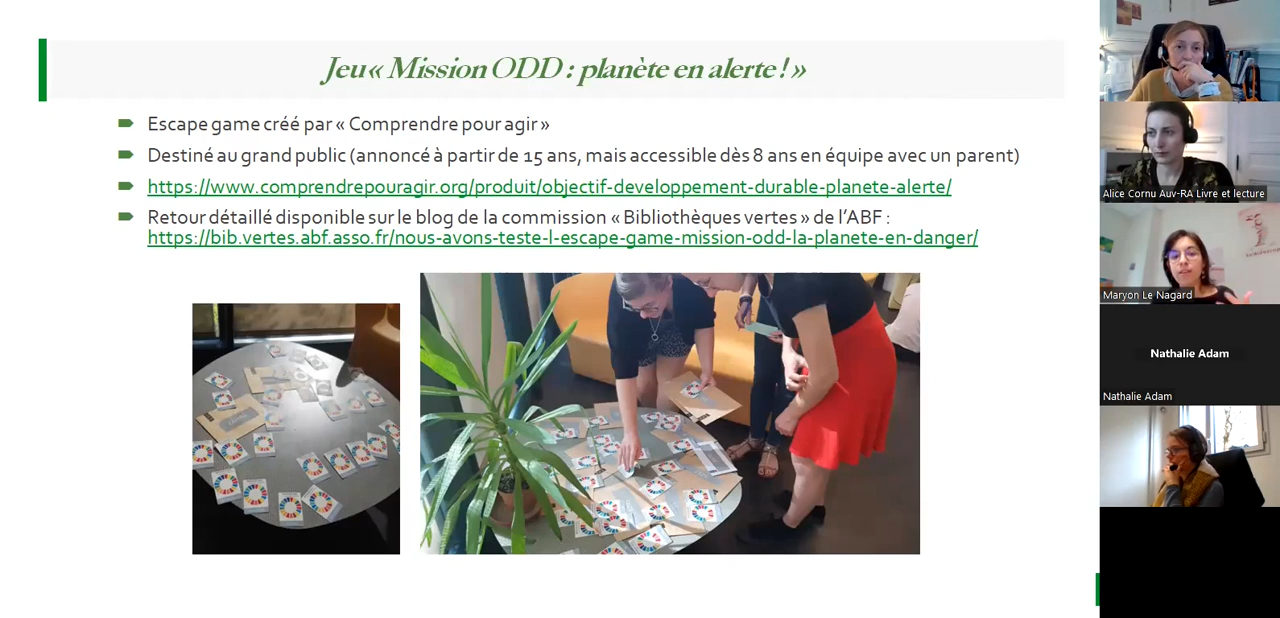 Jeu « Mission ODD : planète en alerte ! »
Escape game créé par « Comprendre pour agir »
Destiné au grand public (annoncé à partir de 15 ans, mais accessible dès 8 ans en équipe avec un parent)
https://www.comprendrepouragir.org/produit/objectif-developpement-durable-planete-alerte/
Retour détaillé disponible sur le blog de la commission « Bibliothèques vertes » de l'ABF :
https://bib.vertes.abf.asso.fr/nous-avons-teste-l-escape-game-mission-odd-la-planete-en-danger/
Alice Cornu Auv-RA Livre et lecture
Maryon Le Nagard
Nathalie Adam
Nathalie Adam